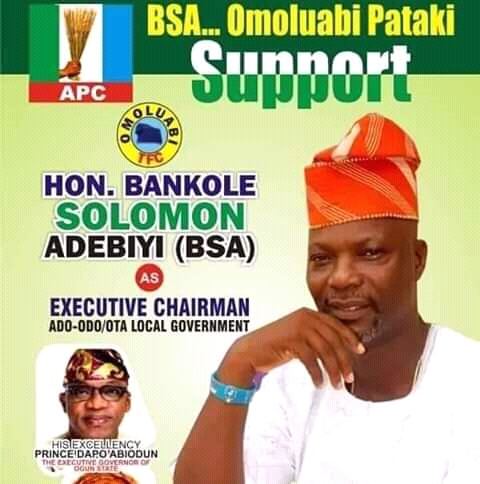 BSA... Omoluabi Pataki
Support
APC
OMOLUABI
TFC
HON. BANKOLE
SOLOMON
ADEBIYI (BSA)
AS
EXECUTIVE CHAIRMAN
ADO-ODO/OTA LOCAL GOVERNMENT
HIS EXCELLENCY
PRINCE 'DAPO' ABIODUN
THE EXECUTIVE GOVERNOR OF
OGUN STATE